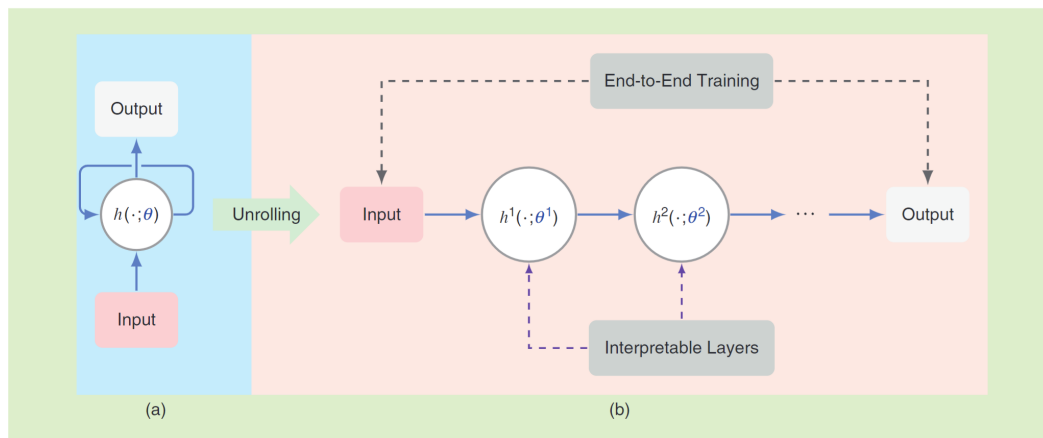 Output
h(·;θ)
Input
(a)
Unrolling
End-to-End Training
Input
h¹(·;θ¹)
h²(·;θ²)
···
Output
Interpretable Layers
(b)